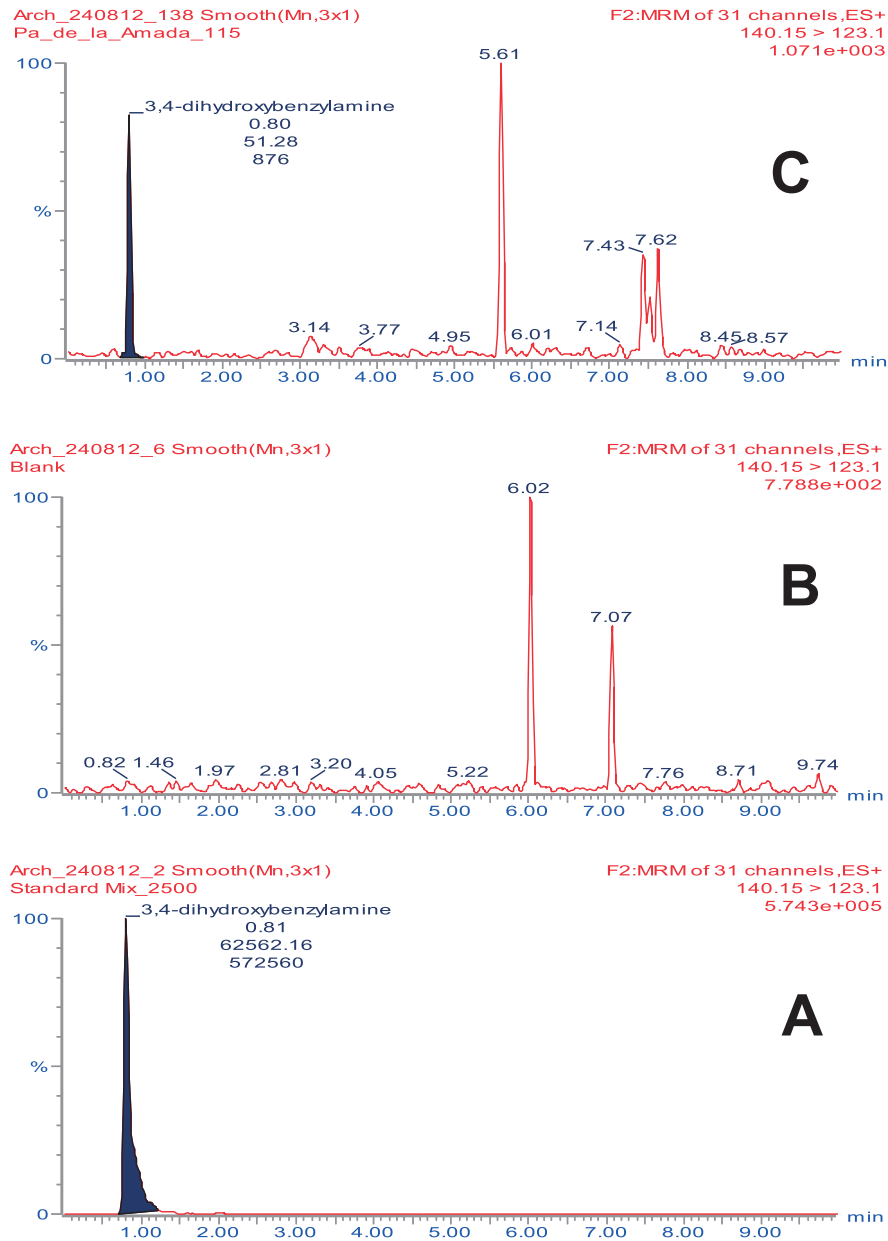 Arch_240812_138 Smooth(Mn,3x1)
F2:MRM of 31 channels,ES+
Pa_de_la_Amada_115
140.15 > 123.1
1.071e+003
100
5.61
_3,4-dihydroxybenzylamine
0.80
51.28
876
C
%
7.43
7.62
3.14
3.77
4.95
6.01
7.14
8.45
8.57
0
min
1.00 2.00 3.00 4.00 5.00 6.00 7.00 8.00 9.00
Arch_240812_6 Smooth(Mn,3x1)
F2:MRM of 31 channels,ES+
Blank
140.15 > 123.1
7.788e+002
100
6.02
B
7.07
%
0.82
1.46
1.97
2.81
3.20
4.05
5.22
7.76
8.71
9.74
0
min
1.00 2.00 3.00 4.00 5.00 6.00 7.00 8.00 9.00
Arch_240812_2 Smooth(Mn,3x1)
F2:MRM of 31 channels,ES+
Standard Mix_2500
140.15 > 123.1
5.743e+005
100
_3,4-dihydroxybenzylamine
0.81
62562.16
572560
A
%
0
min
1.00 2.00 3.00 4.00 5.00 6.00 7.00 8.00 9.00